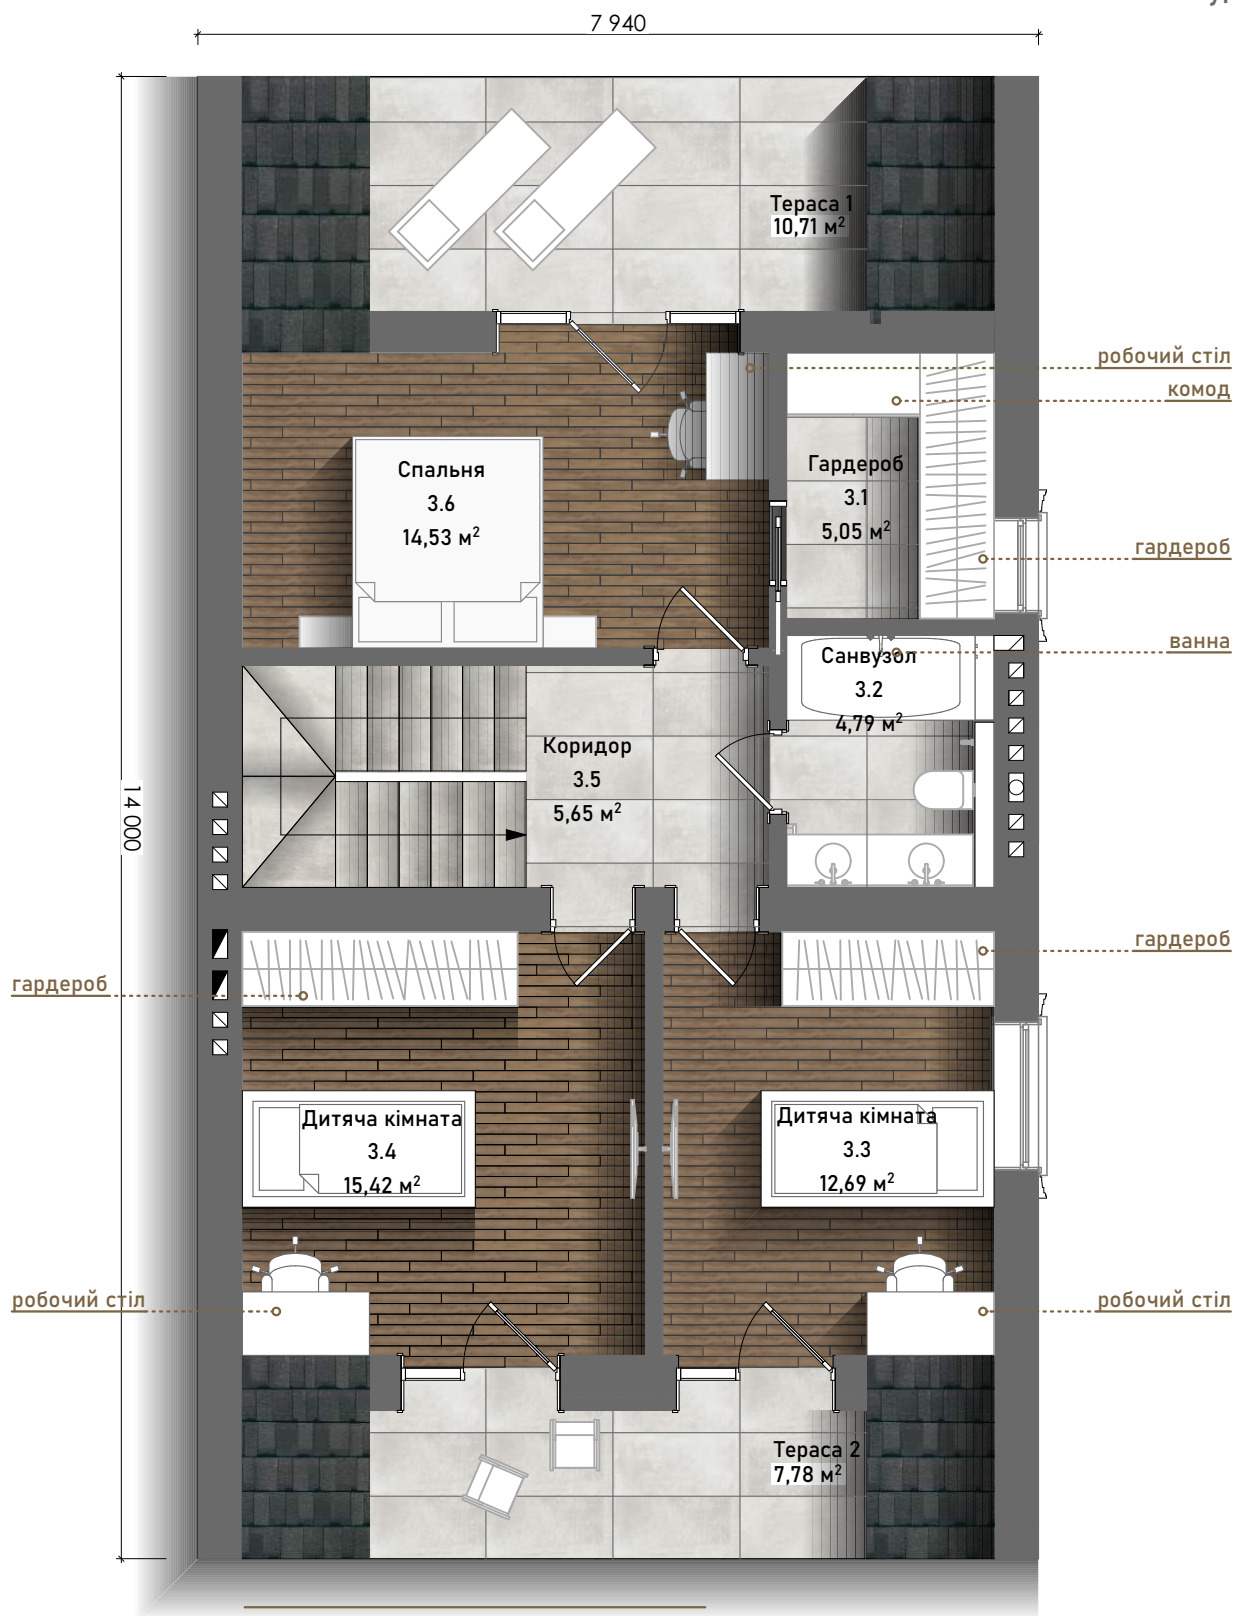 7 940
Тераса 1
10,71 м²
робочий стіл
комод
Спальня
3.6
14,53 м²
Гардероб
3.1
5,05 м²
гардероб
ванна
Санвузол
3.2
4,79 м²
Коридор
3.5
5,65 м²
14 000
гардероб
гардероб
Дитяча кімната
3.4
15,42 м²
Дитяча кімната
3.3
12,69 м²
робочий стіл
робочий стіл
Тераса 2
7,78 м²